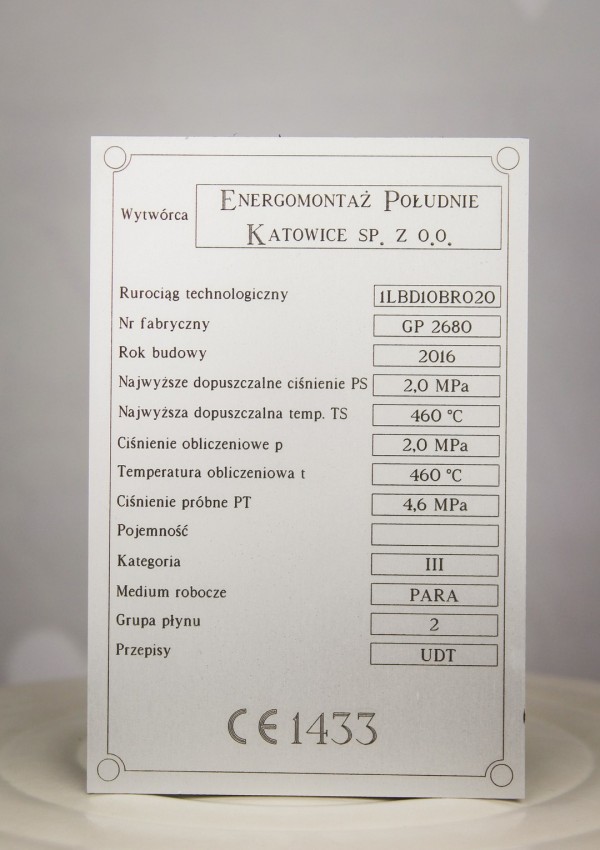 Wytwórca
Energomontaż Południe
Katowice sp. z o.o.
Rurociąg technologiczny 1LBD10BR020
Nr fabryczny GP 2680
Rok budowy 2016
Najwyższe dopuszczalne ciśnienie PS 2,0 MPa
Najwyższa dopuszczalna temp. TS 460 °C
Ciśnienie obliczeniowe p 2,0 MPa
Temperatura obliczeniowa t 460 °C
Ciśnienie próbne PT 4,6 MPa
Pojemność
Kategoria III
Medium robocze PARA
Grupa płynu 2
Przepisy UDT
CE 1433